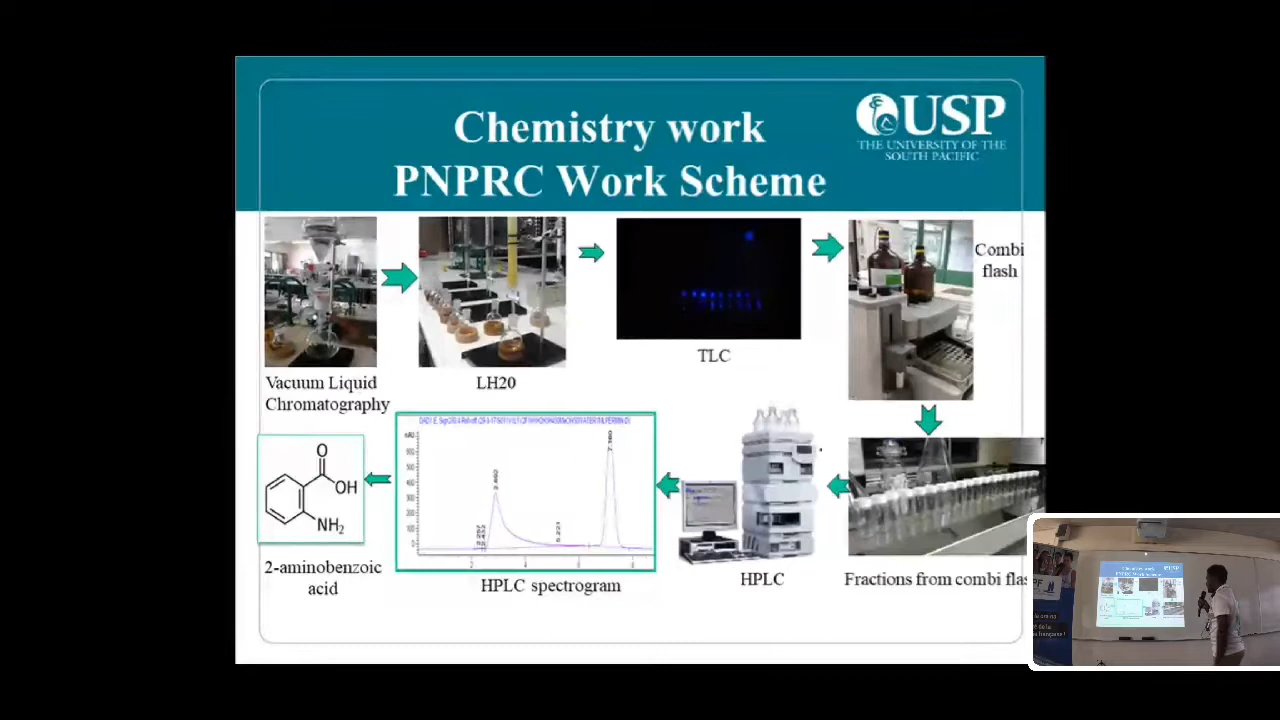 Chemistry work
PNPRC Work Scheme
USP
THE UNIVERSITY OF THE
SOUTH PACIFIC
Vacuum Liquid
Chromatography
LH20
TLC
Combi
flash
Fractions from combi flas
HPLC
HPLC spectrogram
2-aminobenzoic
acid
O
OH
NH2